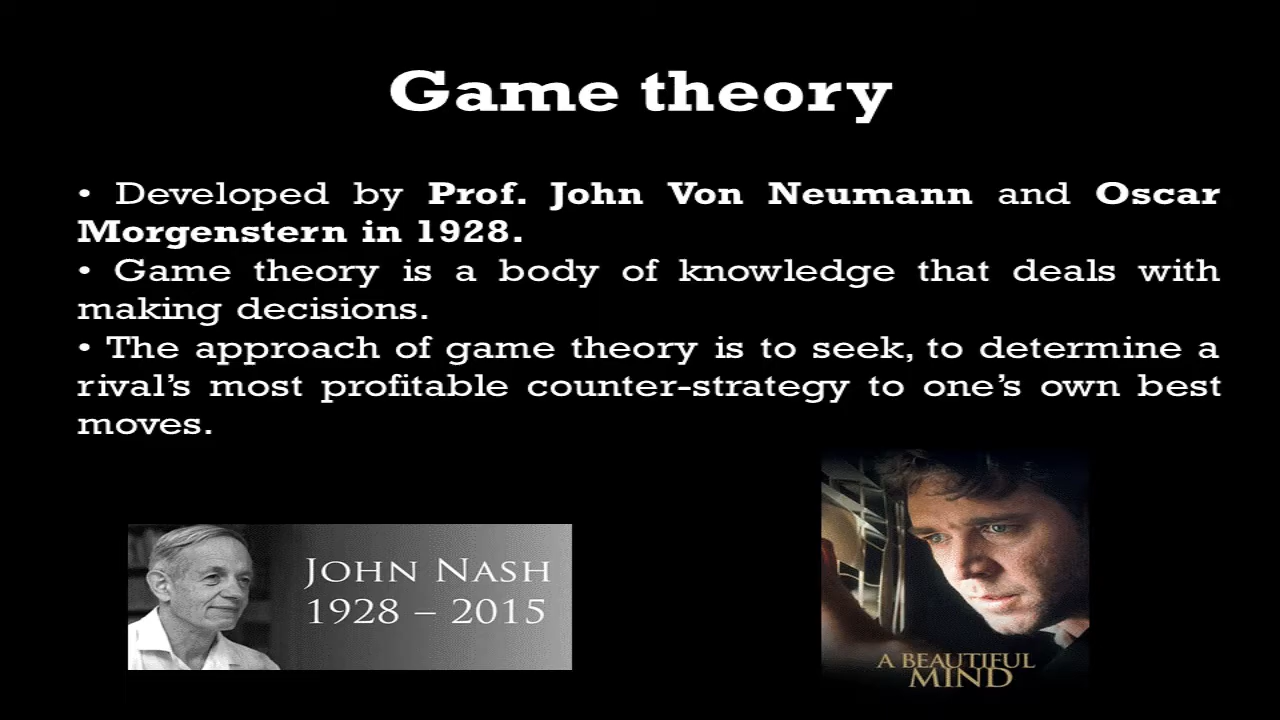 Game theory
• Developed by Prof. John Von Neumann and Oscar
Morgenstern in 1928.
• Game theory is a body of knowledge that deals with
making decisions.
• The approach of game theory is to seek, to determine a
rival’s most profitable counter-strategy to one’s own best
moves.
JOHN NASH
1928 – 2015
A BEAUTIFUL
MIND